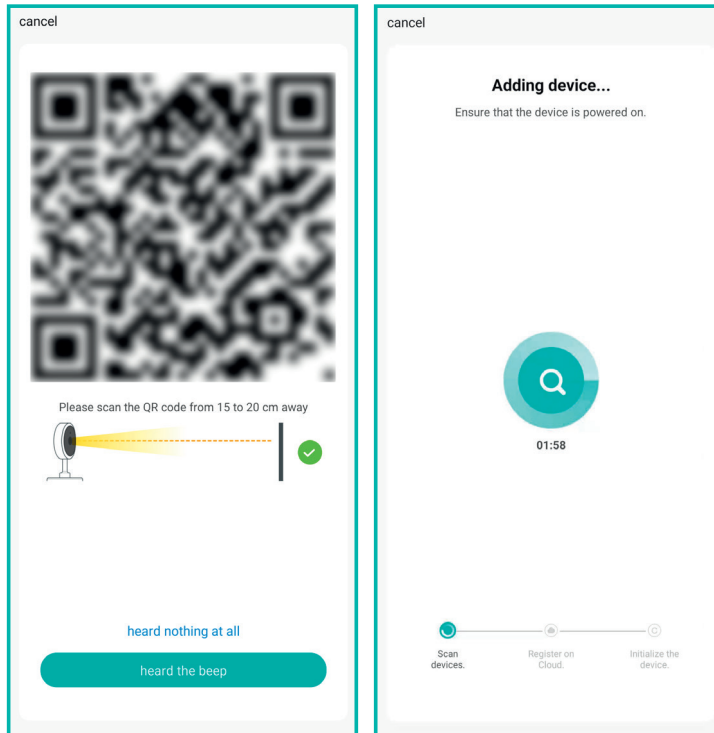 cancel
Please scan the QR code from 15 to 20 cm away
heard nothing at all
heard the beep
cancel
Adding device...
Ensure that the device is powered on.
01:58
Scan
devices.
Register on
Cloud.
Initialize the
device.